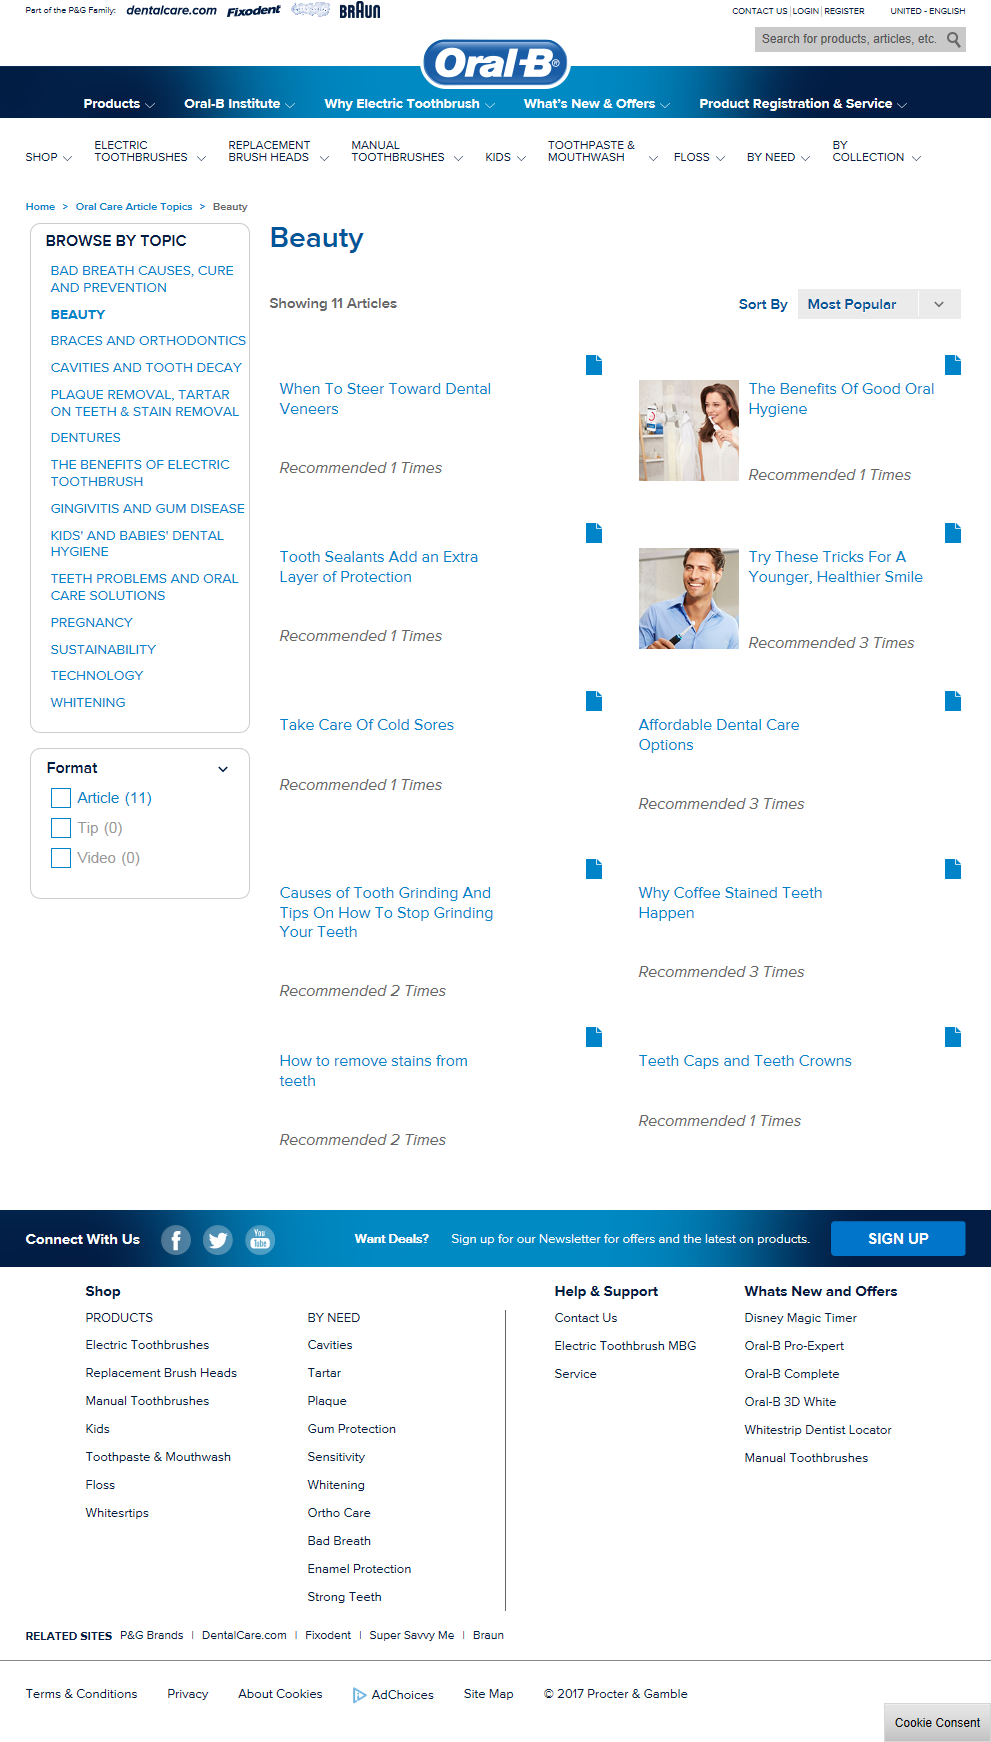 Part of the P&G Family:
dentalcare.com
Fixodent
BRAUN
CONTACT US | LOGIN | REGISTER
UNITED - ENGLISH
Search for products, articles, etc.
Oral-B®
Products
Oral-B Institute
Why Electric Toothbrush
What's New & Offers
Product Registration & Service
SHOP
ELECTRIC
TOOTHBRUSHES
REPLACEMENT
BRUSH HEADS
MANUAL
TOOTHBRUSHES
KIDS
TOOTHPASTE &
MOUTHWASH
FLOSS
BY NEED
BY
COLLECTION
Home > Oral Care Article Topics > Beauty
BROWSE BY TOPIC
BAD BREATH CAUSES, CURE
AND PREVENTION
BEAUTY
BRACES AND ORTHODONTICS
CAVITIES AND TOOTH DECAY
PLAQUE REMOVAL, TARTAR
ON TEETH & STAIN REMOVAL
DENTURES
THE BENEFITS OF ELECTRIC
TOOTHBRUSH
GINGIVITIS AND GUM DISEASE
KIDS' AND BABIES' DENTAL
HYGIENE
TEETH PROBLEMS AND ORAL
CARE SOLUTIONS
PREGNANCY
SUSTAINABILITY
TECHNOLOGY
WHITENING
Format
Article (11)
Tip (0)
Video (0)
Beauty
Showing 11 Articles
Sort By
Most Popular
When To Steer Toward Dental
Veneers
Recommended 1 Times
The Benefits Of Good Oral
Hygiene
Recommended 1 Times
Tooth Sealants Add an Extra
Layer of Protection
Recommended 1 Times
Try These Tricks For A
Younger, Healthier Smile
Recommended 3 Times
Take Care Of Cold Sores
Recommended 1 Times
Affordable Dental Care
Options
Recommended 3 Times
Causes of Tooth Grinding And
Tips On How To Stop Grinding
Your Teeth
Recommended 2 Times
Why Coffee Stained Teeth
Happen
Recommended 3 Times
How to remove stains from
teeth
Recommended 2 Times
Teeth Caps and Teeth Crowns
Recommended 1 Times
Connect With Us
You
Tube
Want Deals?
Sign up for our Newsletter for offers and the latest on products.
SIGN UP
Shop
PRODUCTS
Electric Toothbrushes
Replacement Brush Heads
Manual Toothbrushes
Kids
Toothpaste & Mouthwash
Floss
Whitesrtips
BY NEED
Cavities
Tartar
Plaque
Gum Protection
Sensitivity
Whitening
Ortho Care
Bad Breath
Enamel Protection
Strong Teeth
Help & Support
Contact Us
Electric Toothbrush MBG
Service
Whats New and Offers
Disney Magic Timer
Oral-B Pro-Expert
Oral-B Complete
Oral-B 3D White
Whitestrip Dentist Locator
Manual Toothbrushes
RELATED SITES P&G Brands | DentalCare.com | Fixodent | Super Savvy Me | Braun
Terms & Conditions
Privacy
About Cookies
AdChoices
Site Map
© 2017 Procter & Gamble
Cookie Consent